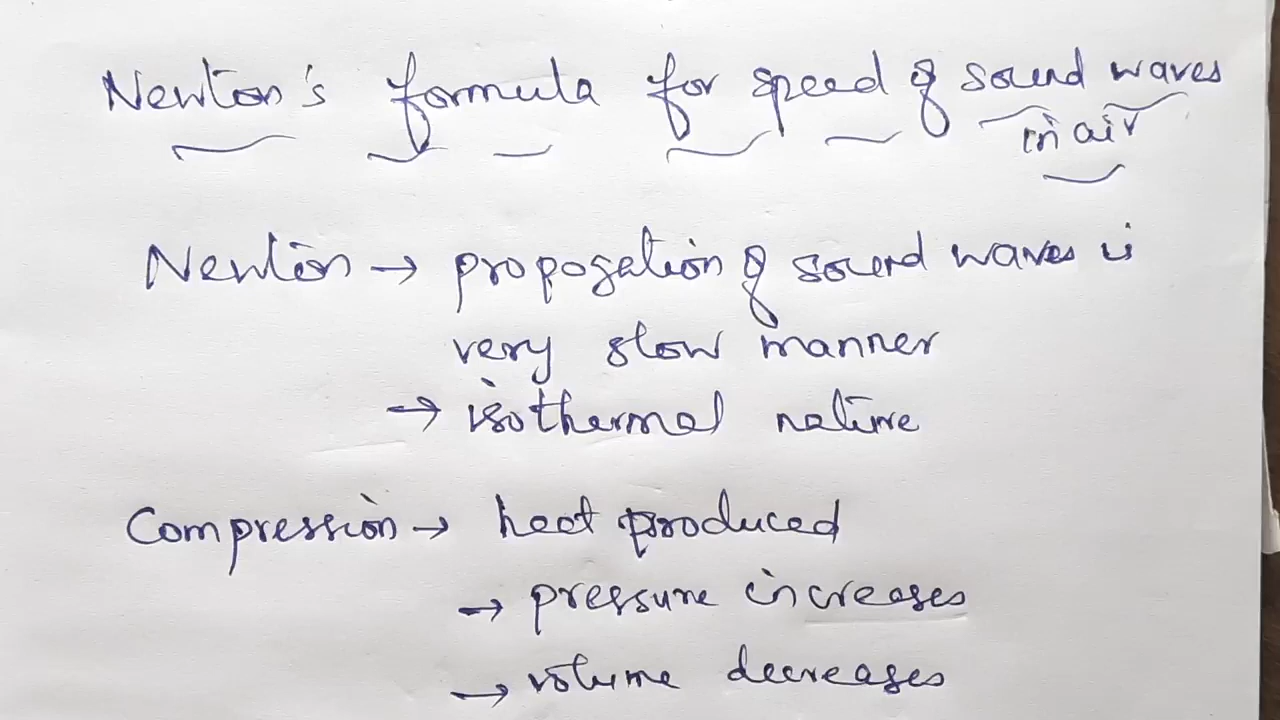 Newton's formula for speed of sound waves
in air
Newton → propogation of sound waves is
very slow manner
→ isothermal nature
Compression → heat produced
→ pressure increases
→ volume decreases